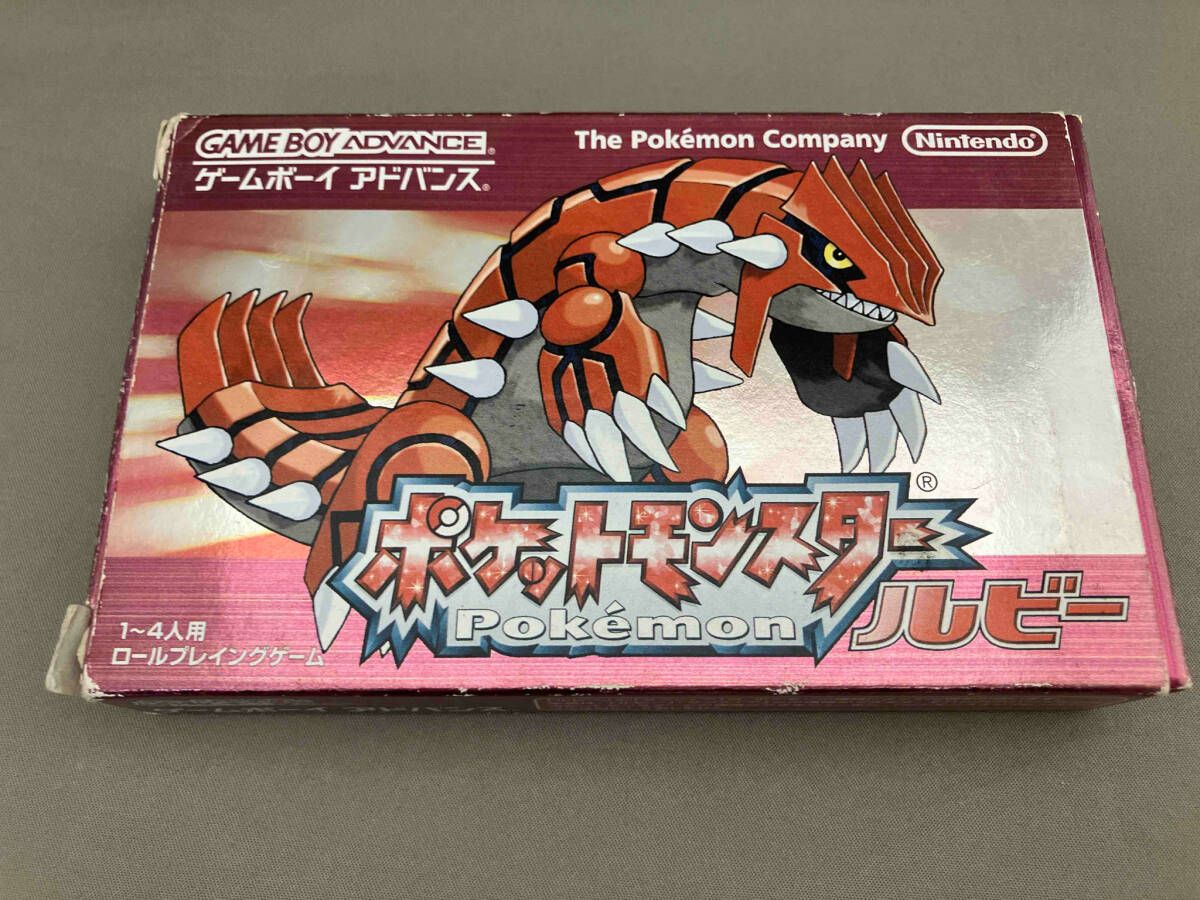 GAME BOY ADVANCE®
ゲームボーイ アドバンス®
The Pokémon Company Nintendo®
ポケットモンスター®
Pokémon ルビー
1~4人用
ロールプレイングゲーム